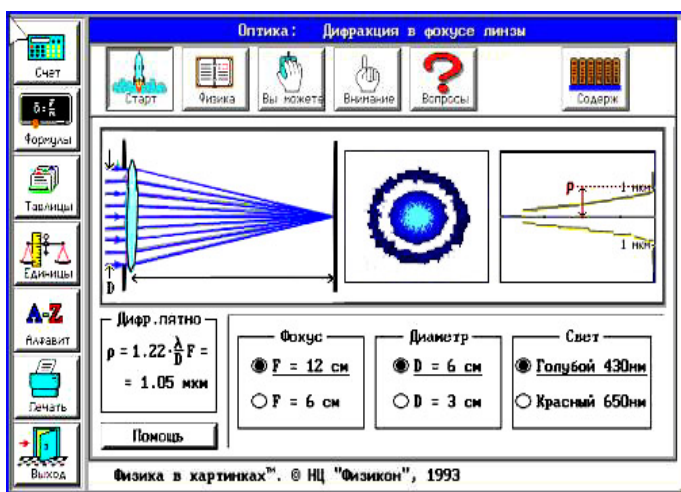 Оптика: Дифракция в фокусе линзы
Счет
Формулы
Таблицы
Единицы
A-Z
Алфавит
Печать
Выход
Старт
Физика
Вы можете
Внимание
Вопросы
Содерж
D
ρ
1 мкм
1 мкм
Дифр.пятно
ρ = 1.22·λ/D F =
= 1.05 мкм
Помощь
Фокус
F = 12 см
F = 6 см
Диаметр
D = 6 см
D = 3 см
Свет
Голубой 430нм
Красный 650нм
Физика в картинках™. © НЦ "Физикон", 1993